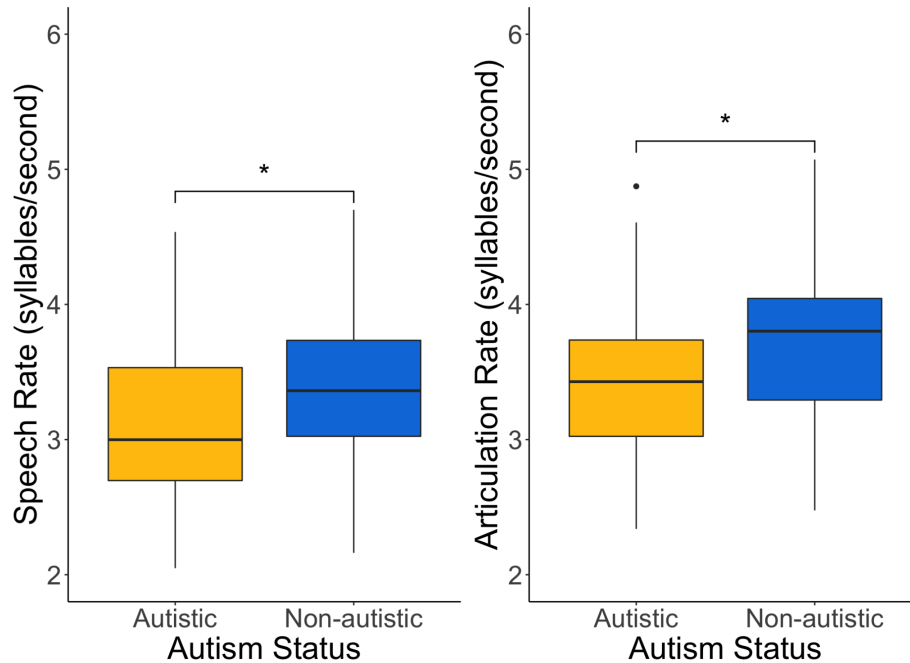 Speech Rate (syllables/second)
6
5
4
3
2
*
Autistic
Non-autistic
Autism Status
Articulation Rate (syllables/second)
6
5
4
3
2
*
Autistic
Non-autistic
Autism Status